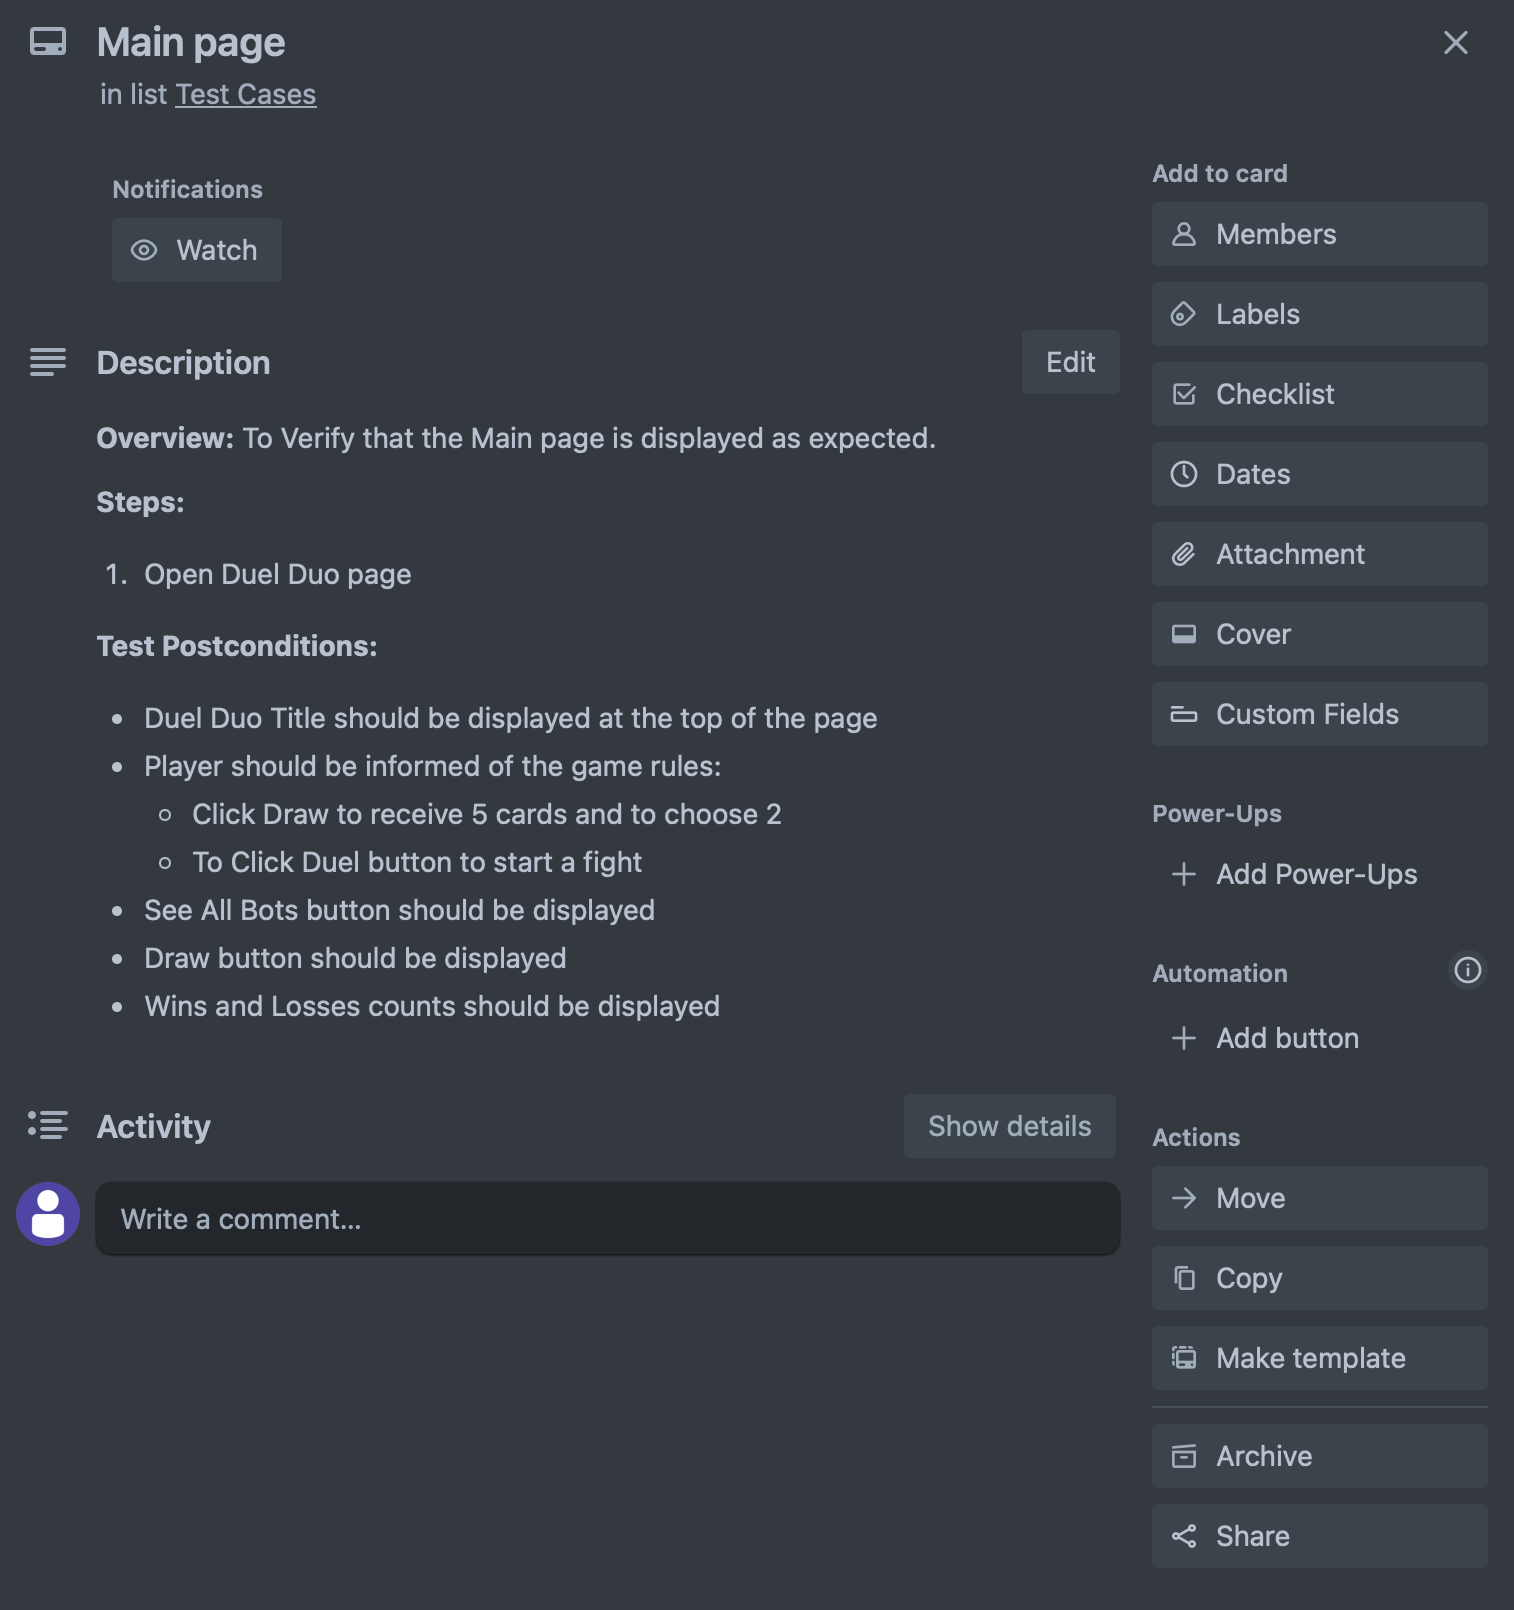 Main page
in list Test Cases
Notifications
Watch
Description
Edit
Overview: To Verify that the Main page is displayed as expected.
Steps:
1. Open Duel Duo page
Test Postconditions:
• Duel Duo Title should be displayed at the top of the page
• Player should be informed of the game rules:
◦ Click Draw to receive 5 cards and to choose 2
◦ To Click Duel button to start a fight
• See All Bots button should be displayed
• Draw button should be displayed
• Wins and Losses counts should be displayed
Activity
Show details
Write a comment...
Add to card
Members
Labels
Checklist
Dates
Attachment
Cover
Custom Fields
Power-Ups
Add Power-Ups
Automation
Add button
Actions
Move
Copy
Make template
Archive
Share